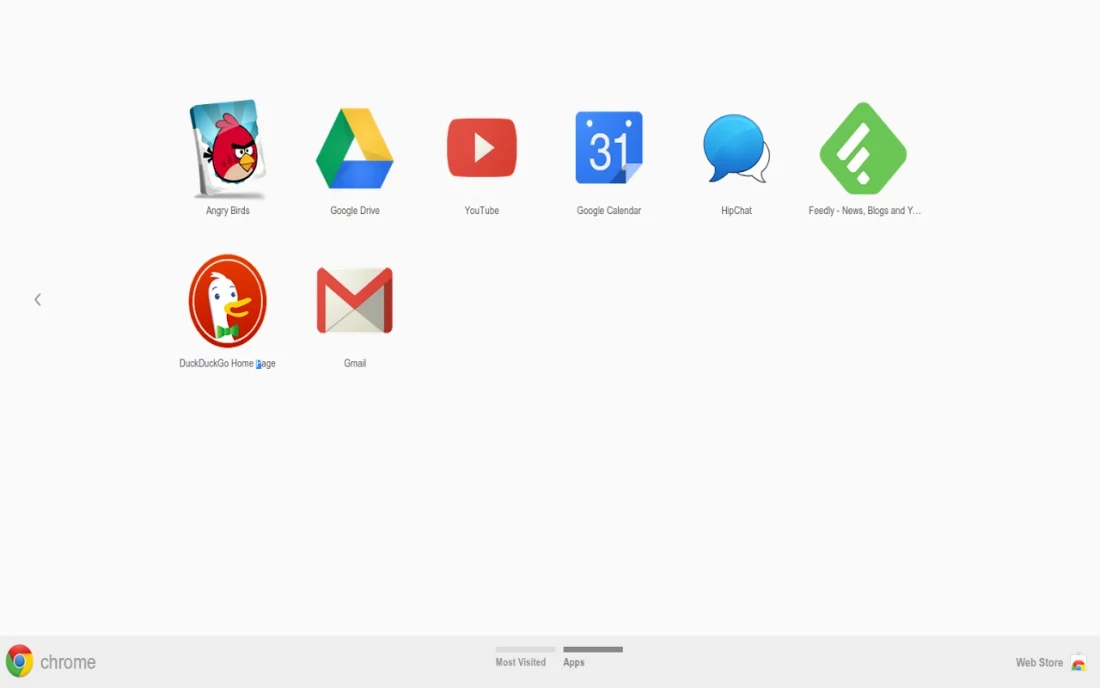 31
Angry Birds
Google Drive
YouTube
Google Calendar
HipChat
Feedly - News, Blogs and Y...
DuckDuckGo Home Page
Gmail
chrome
Most Visited
Apps
Web Store